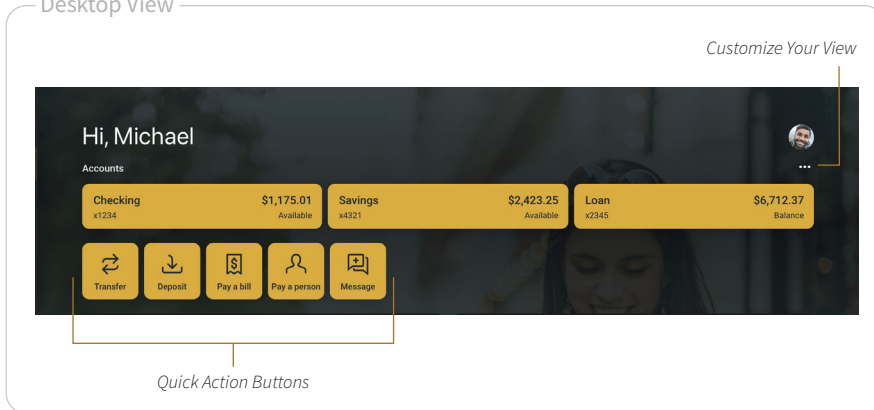 Desktop View
Customize Your View
Hi, Michael
Accounts
...
Checking $1,175.01
x1234 Available
Savings $2,423.25
x4321 Available
Loan $6,712.37
x2345 Balance
Transfer
Deposit
Pay a bill
Pay a person
Message
Quick Action Buttons